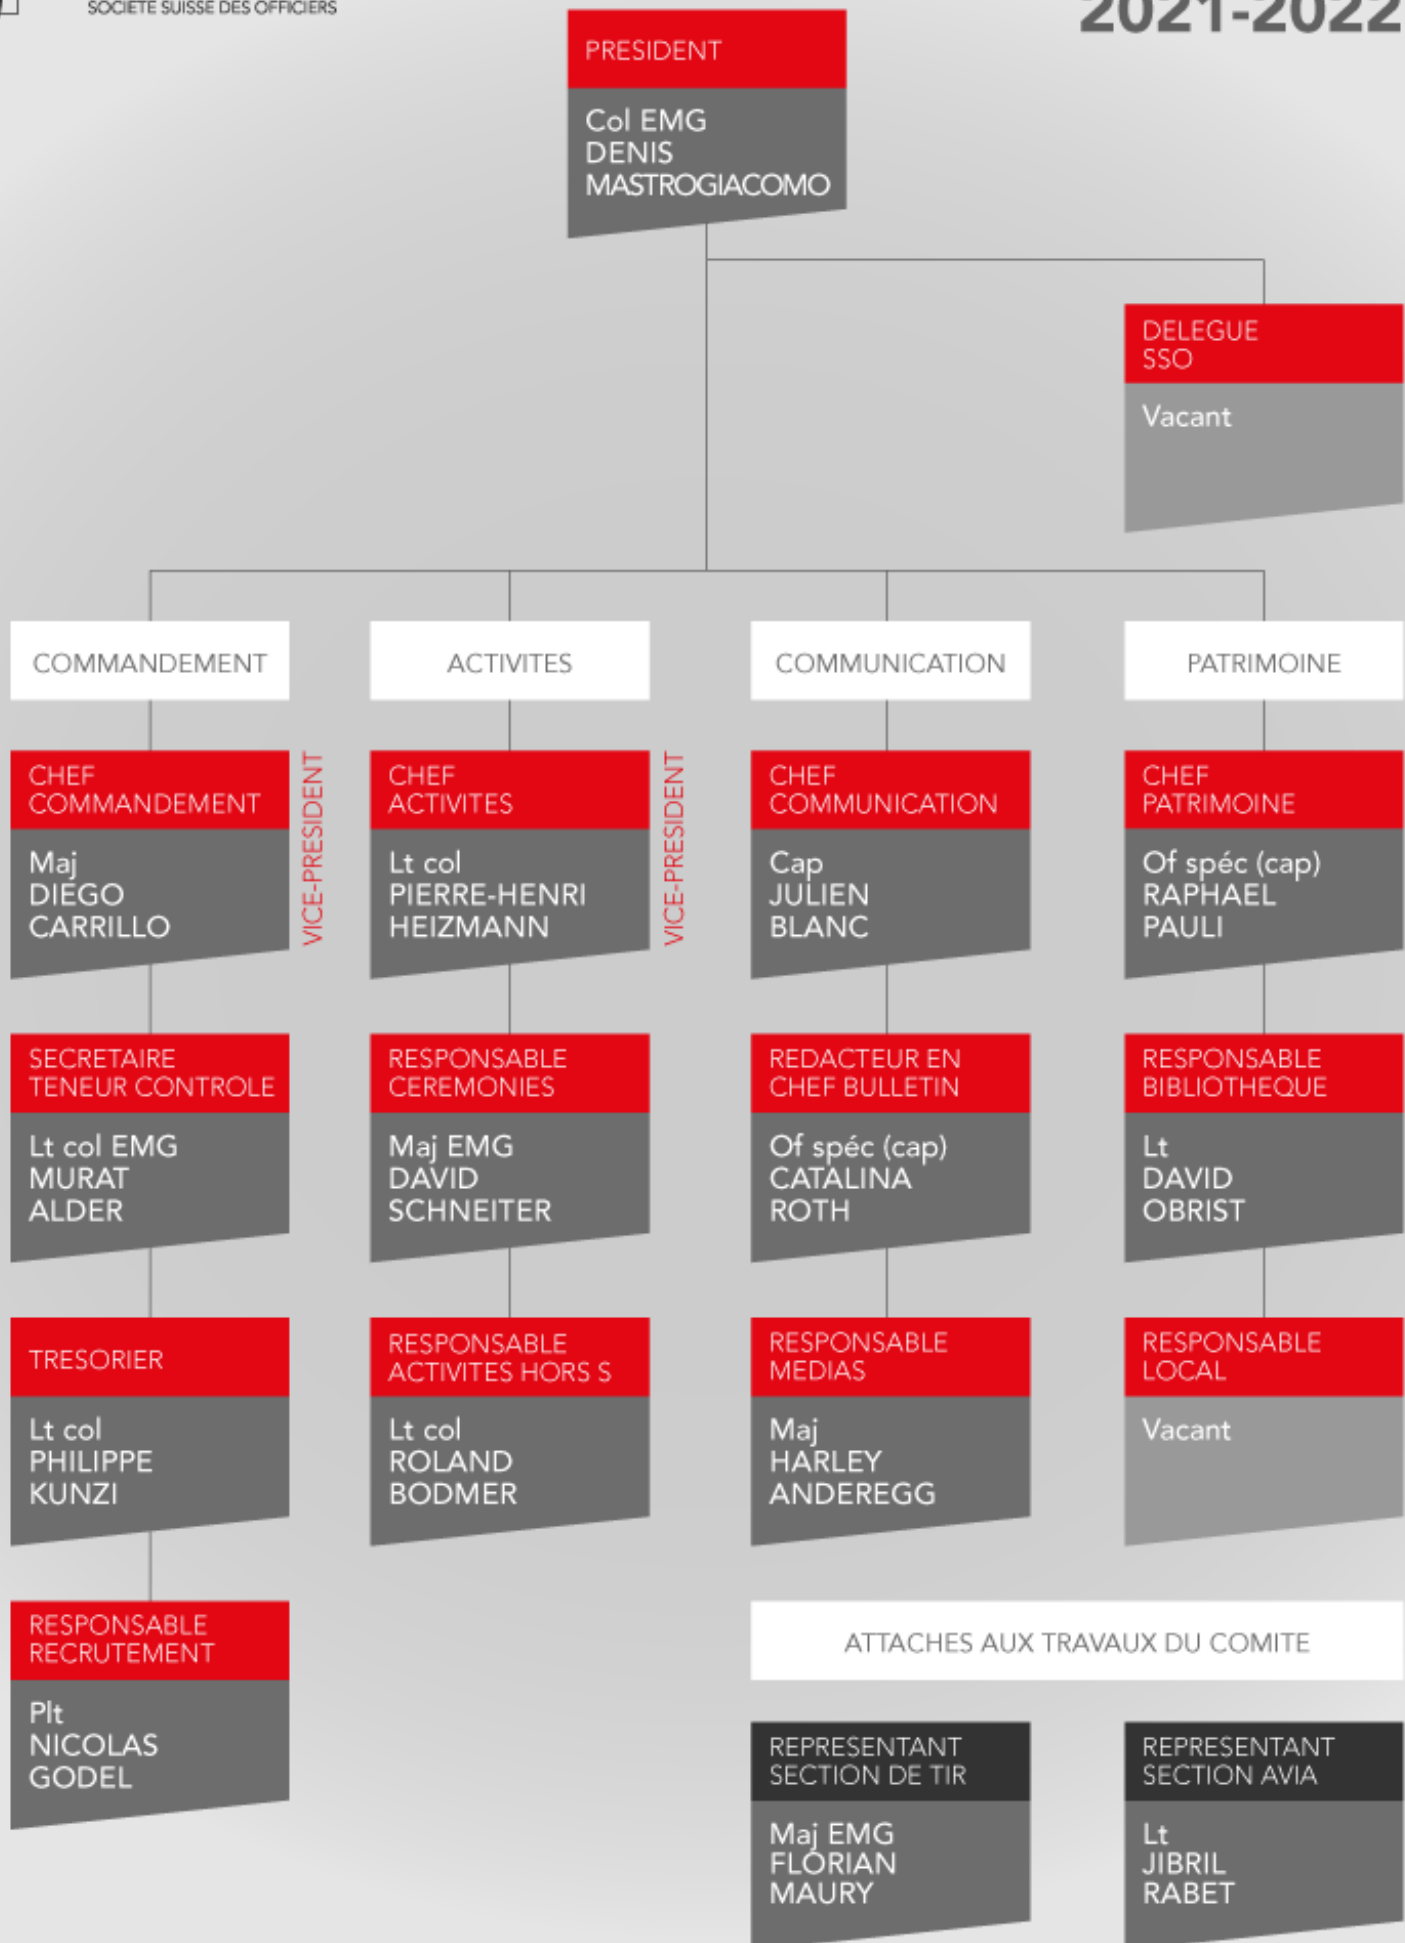 SOCIETE SUISSE DES OFFICIERS
2021-2022
PRESIDENT
Col EMG
DENIS
MASTROGIACOMO
DELEGUE
SSO
Vacant
COMMANDEMENT
CHEF
COMMANDEMENT
VICE-PRESIDENT
Maj
DIEGO
CARRILLO
SECRETAIRE
TENEUR CONTROLE
Lt col EMG
MURAT
ALDER
TRESORIER
Lt col
PHILIPPE
KUNZI
RESPONSABLE
RECRUTEMENT
Plt
NICOLAS
GODEL
ACTIVITES
CHEF
ACTIVITES
VICE-PRESIDENT
Lt col
PIERRE-HENRI
HEIZMANN
RESPONSABLE
CEREMONIES
Maj EMG
DAVID
SCHNEITER
RESPONSABLE
ACTIVITES HORS S
Lt col
ROLAND
BODMER
COMMUNICATION
CHEF
COMMUNICATION
Cap
JULIEN
BLANC
REDACTEUR EN
CHEF BULLETIN
Of spéc (cap)
CATALINA
ROTH
RESPONSABLE
MEDIAS
Maj
HARLEY
ANDEREGG
PATRIMOINE
CHEF
PATRIMOINE
Of spéc (cap)
RAPHAEL
PAULI
RESPONSABLE
BIBLIOTHEQUE
Lt
DAVID
OBRIST
RESPONSABLE
LOCAL
Vacant
ATTACHES AUX TRAVAUX DU COMITE
REPRESENTANT
SECTION DE TIR
Maj EMG
FLORIAN
MAURY
REPRESENTANT
SECTION AVIA
Lt
JIBRIL
RABET